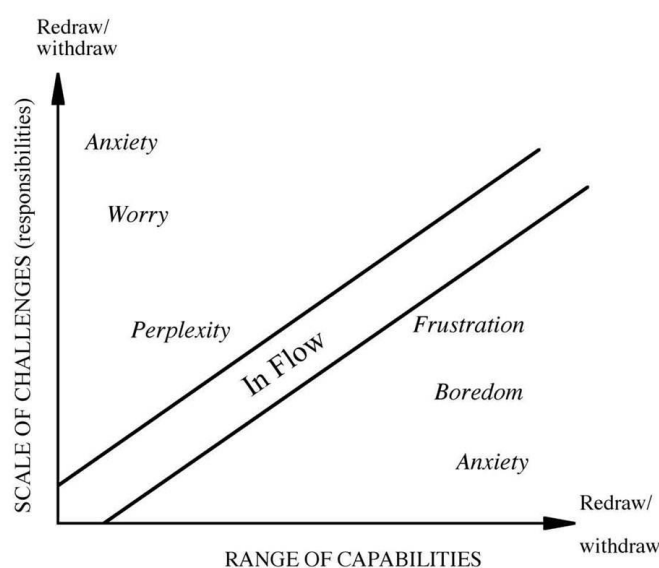 Redraw/
withdraw
SCALE OF CHALLENGES (responsibilities)
Anxiety
Worry
Perplexity
In Flow
Frustration
Boredom
Anxiety
Redraw/
withdraw
RANGE OF CAPABILITIES